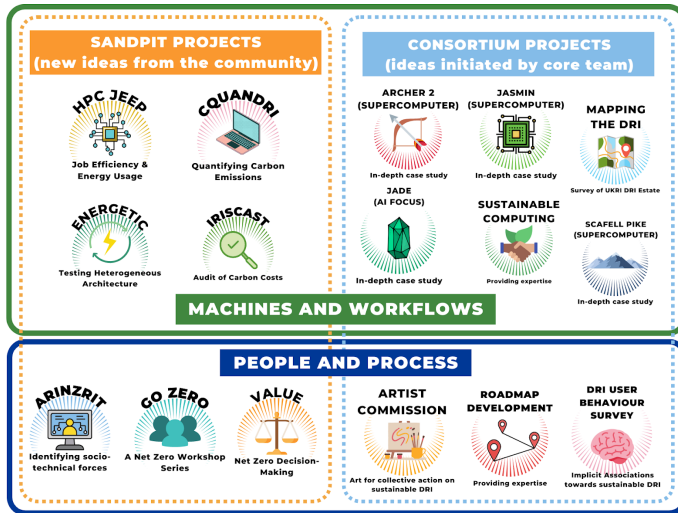 SANDPIT PROJECTS
(new ideas from the community)
HPC JEEP
Job Efficiency &
Energy Usage
CQUANDRI
Quantifying Carbon
Emissions
ENERGETIC
Testing Heterogeneous
Architecture
IRISCAST
Audit of Carbon Costs
CONSORTIUM PROJECTS
(ideas initiated by core team)
ARCHER 2
(SUPERCOMPUTER)
In-depth case study
JASMIN
(SUPERCOMPUTER)
In-depth case study
MAPPING
THE DRI
Survey of UKRI DRI Estate
JADE
(AI FOCUS)
In-depth case study
SUSTAINABLE
COMPUTING
Providing expertise
SCAFELL PIKE
(SUPERCOMPUTER)
In-depth case study
MACHINES AND WORKFLOWS
PEOPLE AND PROCESS
ARINZRIT
Identifying socio-
technical forces
GO ZERO
A Net Zero Workshop
Series
VALUE
Net Zero Decision-
Making
ARTIST
COMMISSION
Art for collective action on
sustainable DRI
ROADMAP
DEVELOPMENT
Providing expertise
DRI USER
BEHAVIOUR
SURVEY
Implicit Associations
towards sustainable DRI